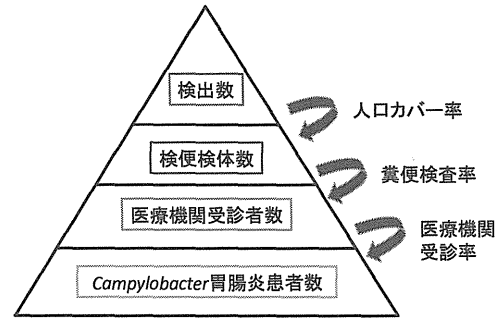 検出数
人口カバー率
検便検体数
糞便検査率
医療機関受診者数
医療機関
受診率
Campylobacter胃腸炎患者数